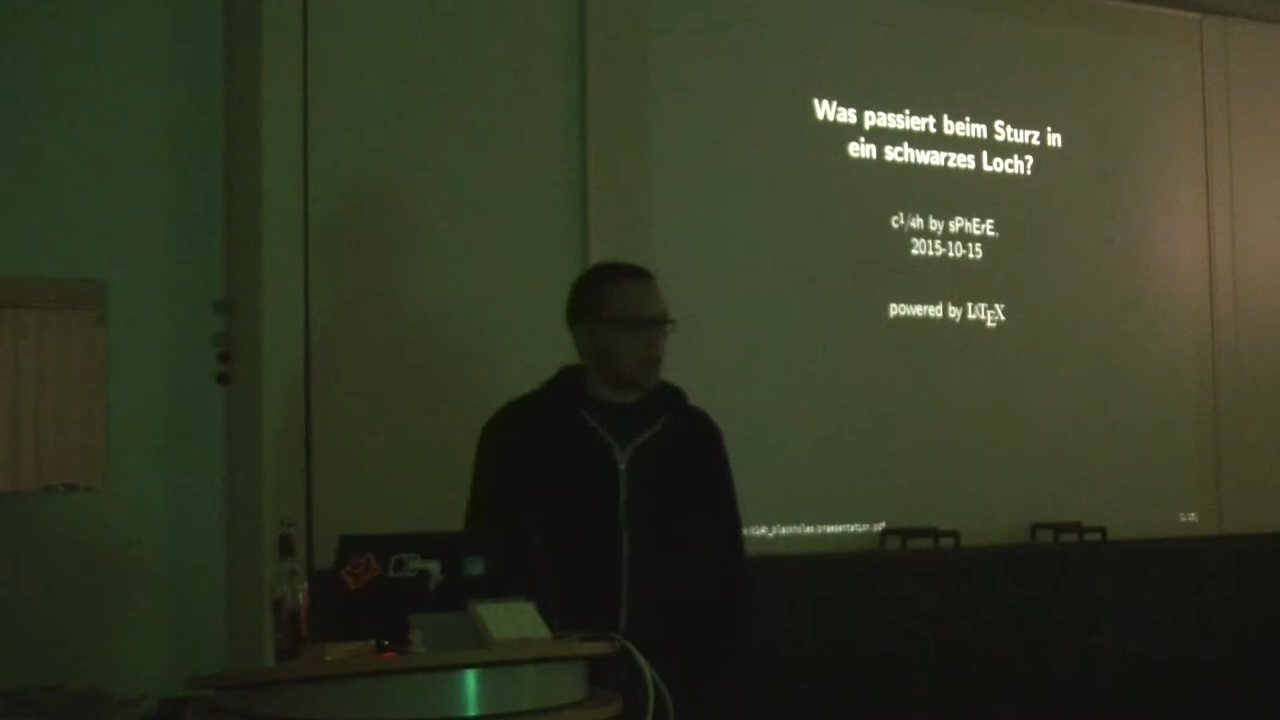 Was passiert beim Sturz in
ein schwarzes Loch?
c¹/4h by sPhErE,
2015-10-15
powered by LATEX